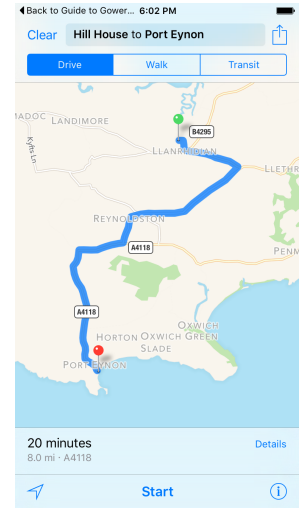 Back to Guide to Gower... 6:02 PM
Clear Hill House to Port Eynon
Drive Walk Transit
LANDIMORE
B4295
Kyfts Ln
LLANRHIDIAN
LLETHR
REYNOLDSTON
A4118
PENM
A4118
OXWICH
HORTON OXWICH GREEN
SLADE
PORT EYNON
20 minutes
Details
8.0 mi · A4118
Start